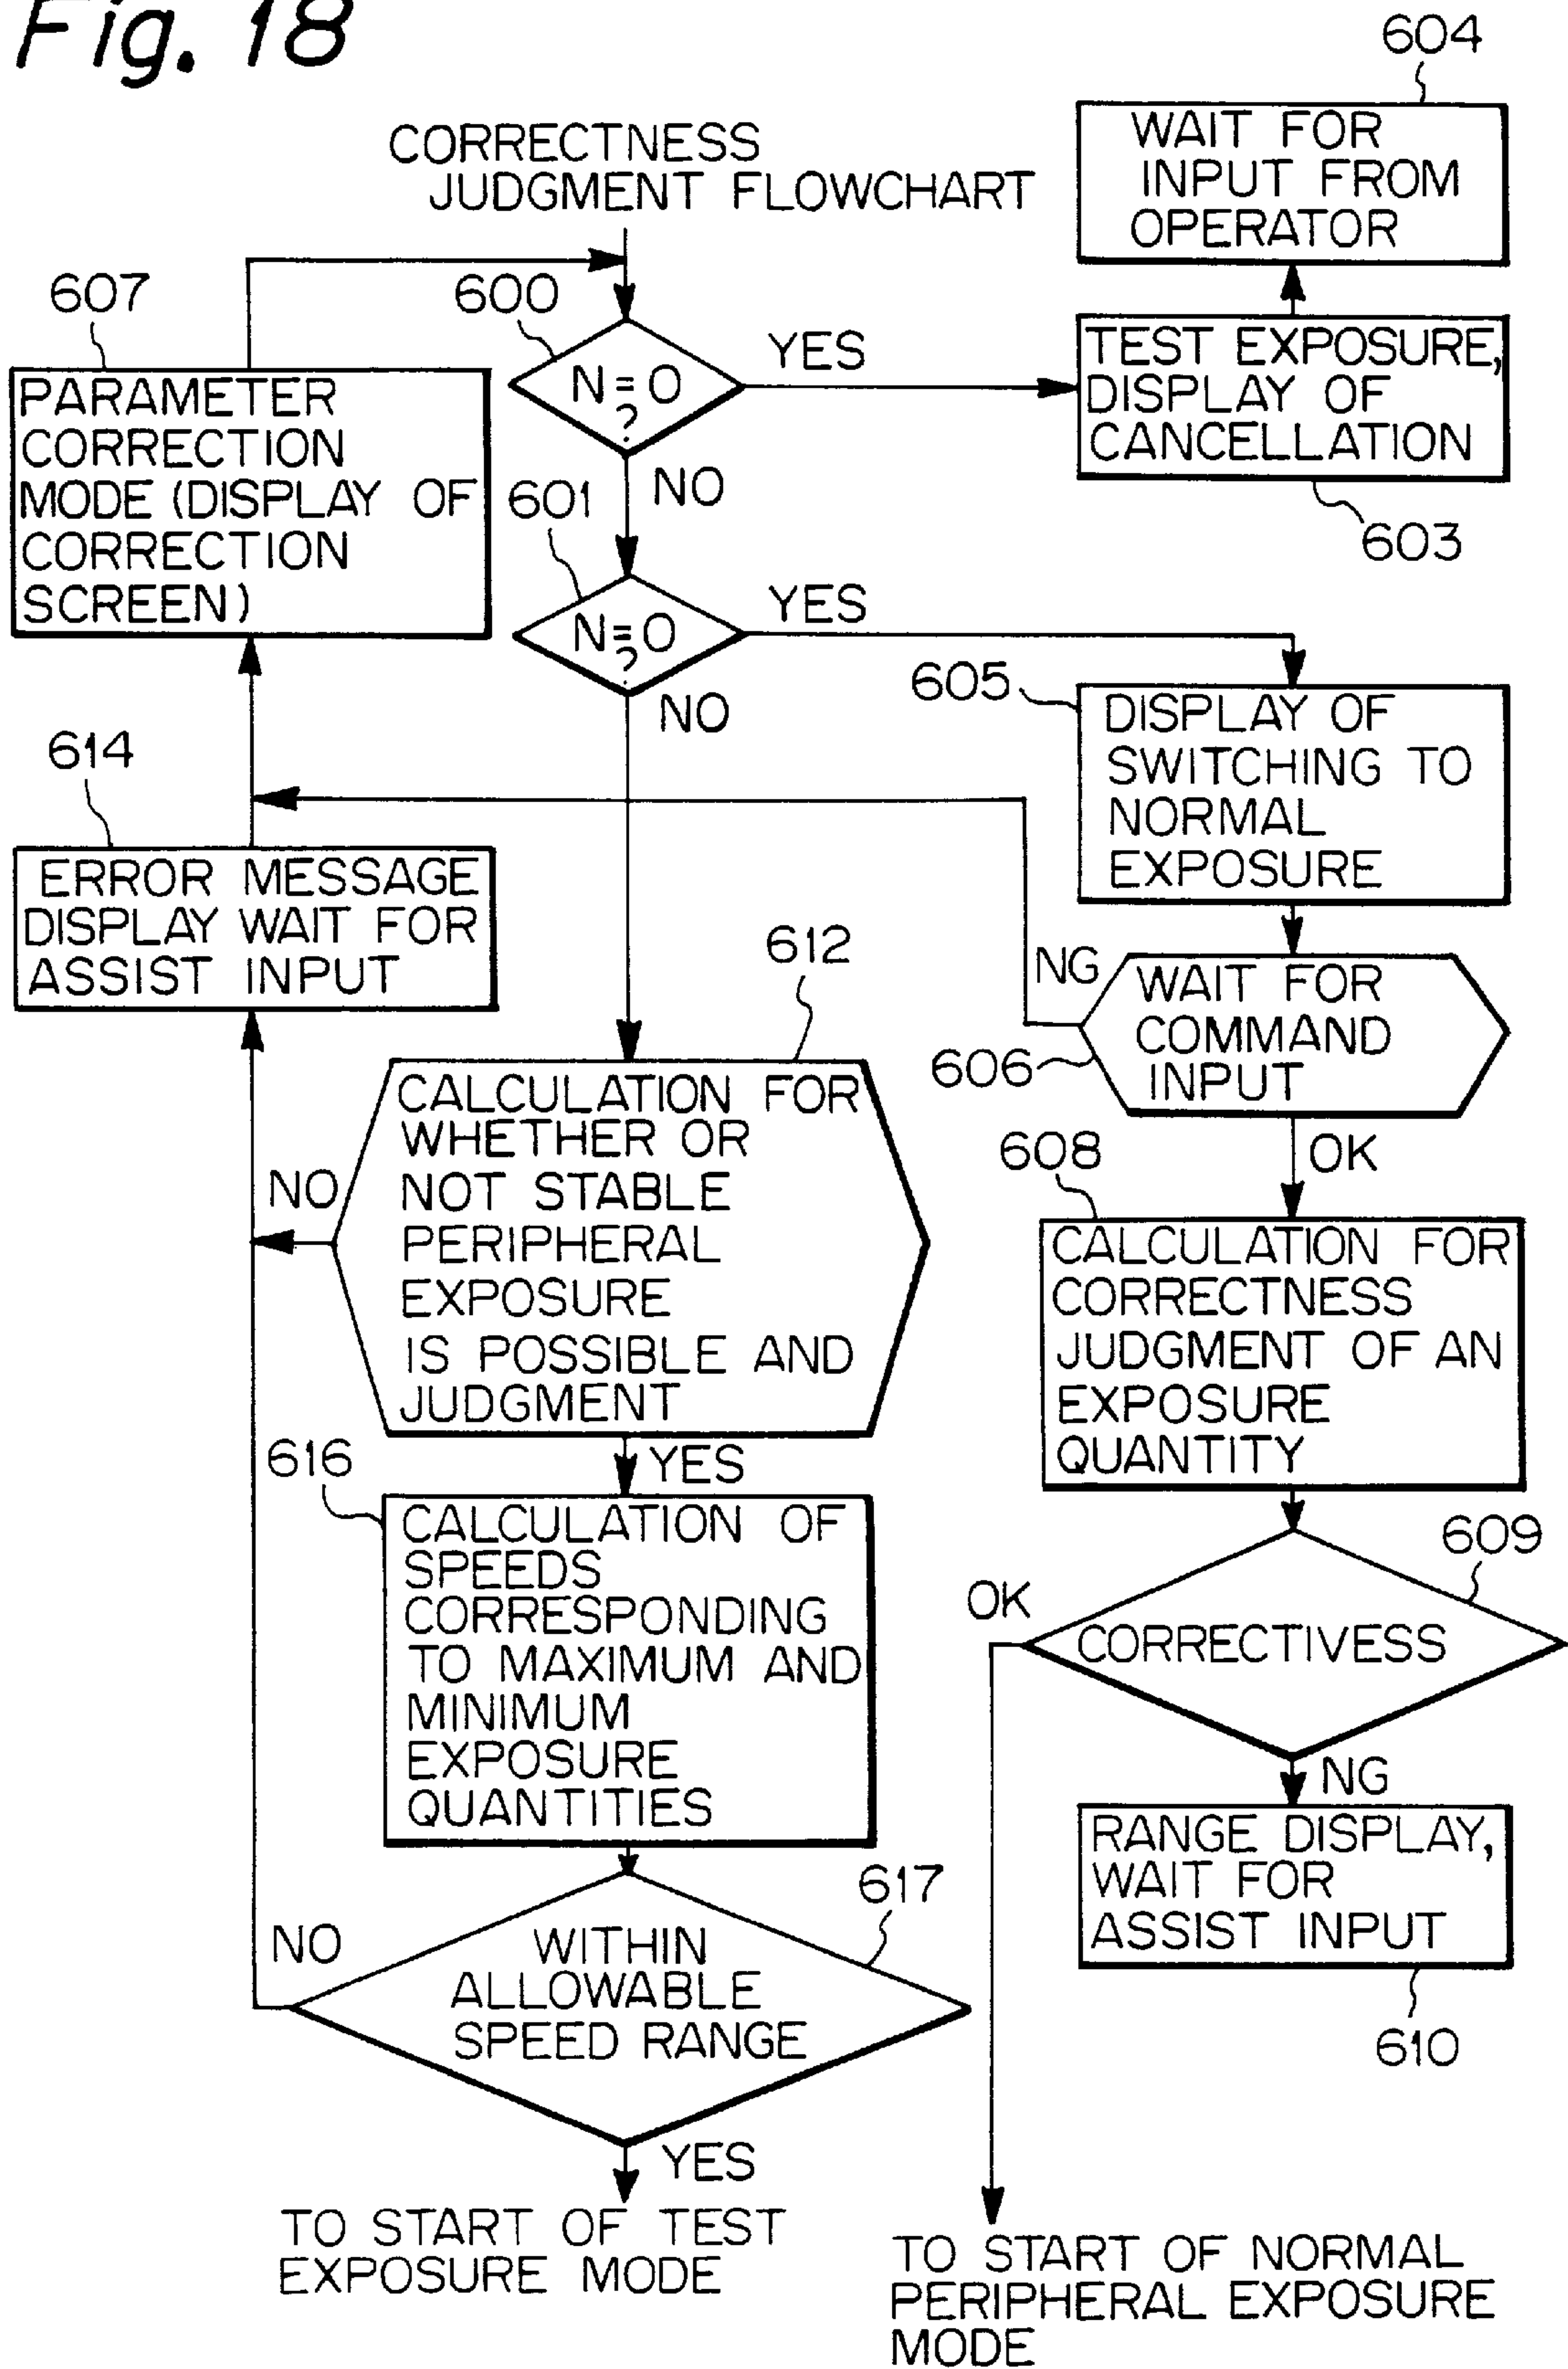 Fig. 18
CORRECTNESS
JUDGMENT FLOWCHART
604
WAIT FOR
INPUT FROM
OPERATOR
607
PARAMETER
CORRECTION
MODE (DISPLAY OF
CORRECTION
SCREEN)
600
N=0
?
YES
NO
TEST EXPOSURE,
DISPLAY OF
CANCELLATION
603
601
N=0
?
YES
NO
605
DISPLAY OF
SWITCHING TO
NORMAL
EXPOSURE
614
ERROR MESSAGE
DISPLAY WAIT FOR
ASSIST INPUT
NG
WAIT FOR
COMMAND
INPUT
606
OK
612
CALCULATION FOR
WHETHER OR
NOT STABLE
PERIPHERAL
EXPOSURE
IS POSSIBLE AND
JUDGMENT
NO
YES
608
CALCULATION FOR
CORRECTNESS
JUDGMENT OF AN
EXPOSURE
QUANTITY
616
CALCULATION OF
SPEEDS
CORRESPONDING
TO MAXIMUM AND
MINIMUM
EXPOSURE
QUANTITIES
609
OK
CORRECTIVESS
NG
RANGE DISPLAY,
WAIT FOR
ASSIST INPUT
610
617
NO
WITHIN
ALLOWABLE
SPEED RANGE
YES
TO START OF TEST
EXPOSURE MODE
TO START OF NORMAL
PERIPHERAL EXPOSURE
MODE